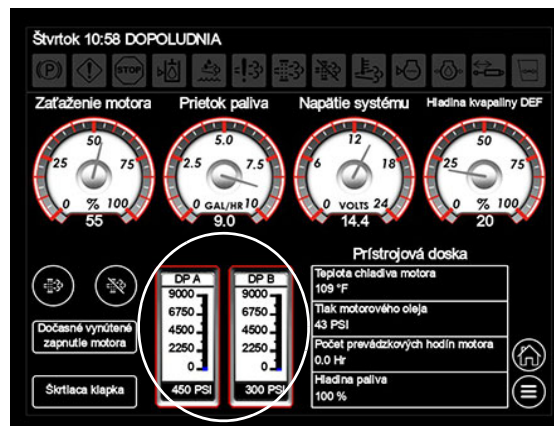 Štvrtok 10:58 DOPOLUDNIA
(P) STOP
Zaťaženie motora Prietok paliva Napätie systému Hladina kvapaliny DEF
50 5.0 12 50
25 75 2.5 7.5 6 18 25 75
0 % 100 0 GAL/HR 10 0 VOLTS 24 0 % 100
55 9.0 14.4 20
Prístrojová doska
DP A DP B
9000 9000
6750 6750
4500 4500
2250 2250
0 0
450 PSI 300 PSI
Teplota chladiva motora
109 °F
Tlak motorového oleja
43 PSI
Počet prevádzkových hodín motora
0.0 Hr
Hladina paliva
100 %
Dočasné vynútené
zapnutie motora
Škrtiaca klapka